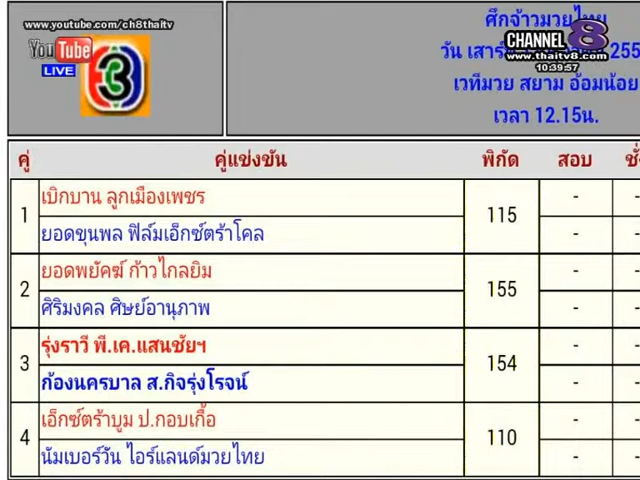 www.youtube.com/ch8thaitv
YouTube
LIVE
3
ศึกจ้าวมวยไทย
CHANNEL 8
www.thaitv8.com
10:39:57
วัน เสาร์
255
เวทีมวย สยาม อ้อมน้อย
เวลา 12.15น.
คู่ คู่แข่งขัน พิกัด สอบ
1 เบิกบาน ลูกเมืองเพชร 115 - -
ยอดขุนพล ฟิล์มเอ็กซ์ตร้าโคล - -
2 ยอดพยัคฆ์ ก้าวไกลยิม 155 - -
ศิริมงคล ศิษย์อานุภาพ - -
3 รุ่งราวี พี.เค.แสนชัยฯ 154 - -
ก้องนครบาล ส.กิจรุ่งโรจน์ - -
4 เอ็กซ์ตร้าบูม ป.กอบเกื้อ 110 - -
นัมเบอร์วัน ไอร์แลนด์มวยไทย - -